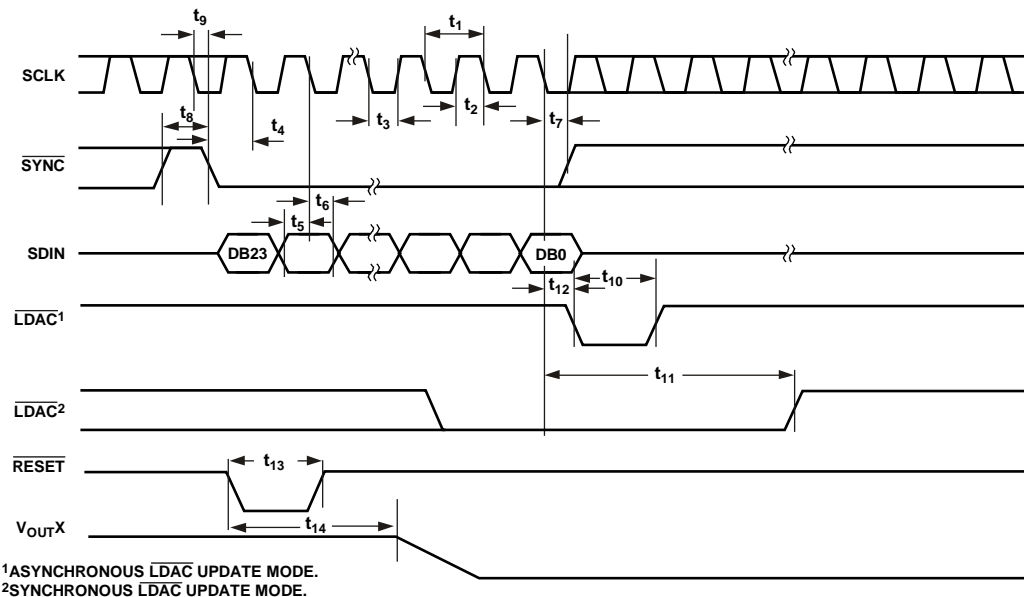 t9
t1
SCLK
t8
t4
t3
t2
t7
SYNC
t6
t5
SDIN
DB23
DB0
t12
t10
LDAC1
t11
LDAC2
RESET
t13
t14
VOUTX
1ASYNCHRONOUS LDAC UPDATE MODE.
2SYNCHRONOUS LDAC UPDATE MODE.